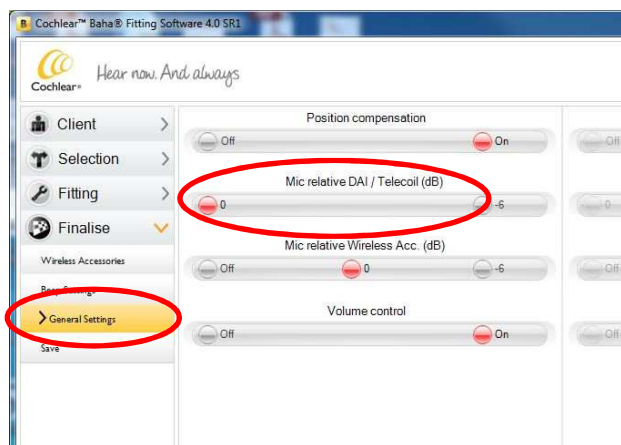 Cochlear™ Baha® Fitting Software 4.0 SR1
Cochlear®
Hear now. And always
Client
Selection
Fitting
Finalise
Wireless Accessories
Beep Settings
General Settings
Save
Position compensation
Off On Off
Mic relative DAI / Telecoil (dB)
0 -6 0
Mic relative Wireless Acc. (dB)
Off 0 -6 Off
Volume control
Off On Off